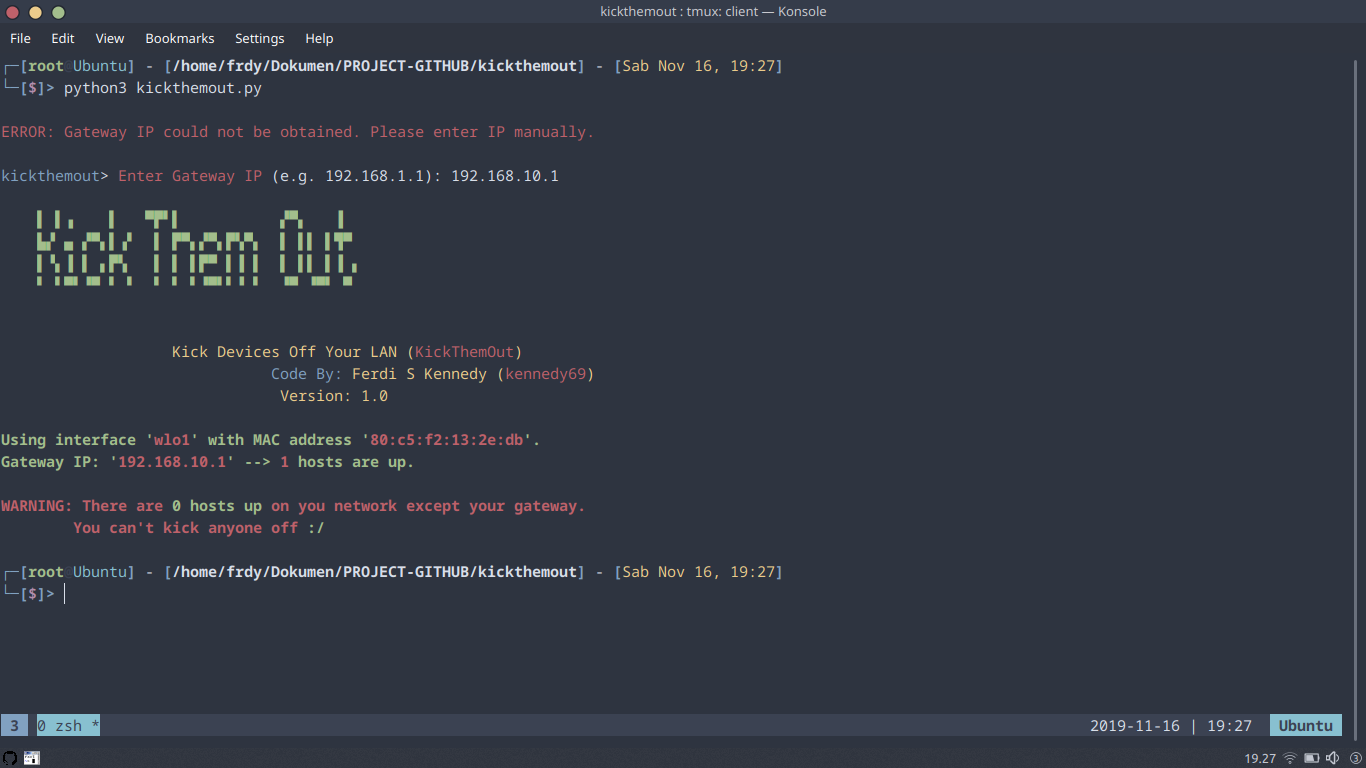 kickthemout : tmux: client — Konsole
File Edit View Bookmarks Settings Help
┌─[root Ubuntu] - [/home/frdy/Dokumen/PROJECT-GITHUB/kickthemout] - [Sab Nov 16, 19:27]
└─[$]> python3 kickthemout.py
ERROR: Gateway IP could not be obtained. Please enter IP manually.
kickthemout> Enter Gateway IP (e.g. 192.168.1.1): 192.168.10.1
Kick Them Out
Kick Devices Off Your LAN (KickThemOut)
Code By: Ferdi S Kennedy (kennedy69)
Version: 1.0
Using interface 'wlo1' with MAC address '80:c5:f2:13:2e:db'.
Gateway IP: '192.168.10.1' --> 1 hosts are up.
WARNING: There are 0 hosts up on you network except your gateway.
You can't kick anyone off :/
┌─[root Ubuntu] - [/home/frdy/Dokumen/PROJECT-GITHUB/kickthemout] - [Sab Nov 16, 19:27]
└─[$]>
3 0 zsh * 2019-11-16 | 19:27 Ubuntu
19.27 3